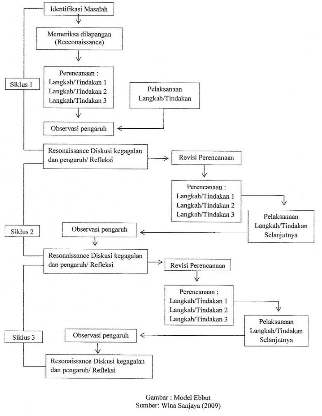 Identifikasi Masalah
Memeriksa dilapangan
(Reeconaissance)
Perencanaan :
Langkah/Tindakan 1
Langkah/Tindakan 2
Langkah/Tindakan 3
Siklus 1
Pelaksanaan
Langkah/Tindakan
Observasi pengaruh
Resonaissance Diskusi kegagalan
dan pengaruh/ Refleksi
Revisi Perencanaan
Perencanaan :
Langkah/Tindakan 1
Langkah/Tindakan 2
Langkah/Tindakan 3
Pelaksanaan
Langkah/Tindakan
Selanjutnya
Siklus 2
Observasi pengaruh
Resonaissance Diskusi kegagalan
dan pengaruh/ Refleksi
Revisi Perencanaan
Perencanaan :
Langkah/Tindakan 1
Langkah/Tindakan 2
Langkah/Tindakan 3
Pelaksanaan
Langkah/Tindakan
Selanjutnya
Siklus 3
Observasi pengaruh
Resonaissance Diskusi kegagalan
dan pengaruh/ Refleksi
Gambar : Model Ebbut
Sumber: Wina Sanjaya (2009)